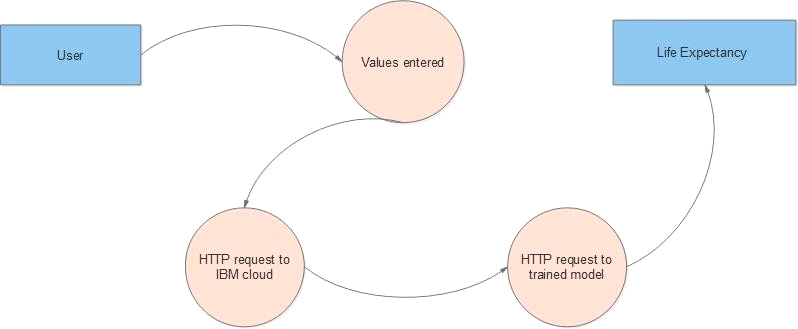 User
Values entered
Life Expectancy
HTTP request to
IBM cloud
HTTP request to
trained model